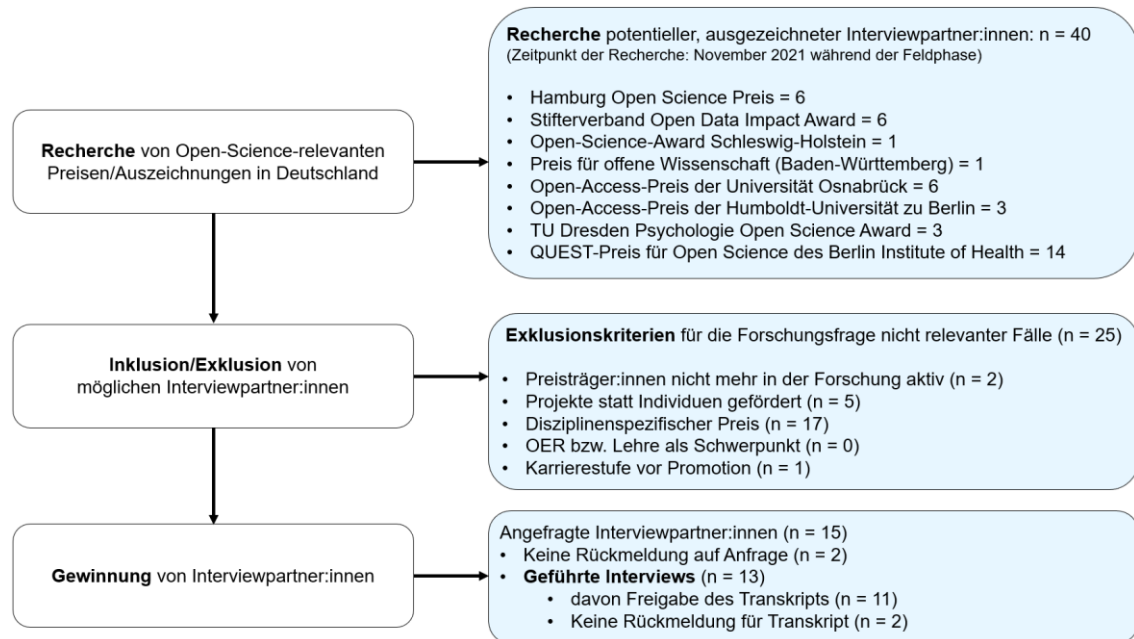 Recherche von Open-Science-relevanten
Preisen/Auszeichnungen in Deutschland
Recherche potentieller, ausgezeichneter Interviewpartner:innen: n = 40
(Zeitpunkt der Recherche: November 2021 während der Feldphase)
• Hamburg Open Science Preis = 6
• Stifterverband Open Data Impact Award = 6
• Open-Science-Award Schleswig-Holstein = 1
• Preis für offene Wissenschaft (Baden-Württemberg) = 1
• Open-Access-Preis der Universität Osnabrück = 6
• Open-Access-Preis der Humboldt-Universität zu Berlin = 3
• TU Dresden Psychologie Open Science Award = 3
• QUEST-Preis für Open Science des Berlin Institute of Health = 14
Inklusion/Exklusion von
möglichen Interviewpartner:innen
Exklusionskriterien für die Forschungsfrage nicht relevanter Fälle (n = 25)
• Preisträger:innen nicht mehr in der Forschung aktiv (n = 2)
• Projekte statt Individuen gefördert (n = 5)
• Disziplinenspezifischer Preis (n = 17)
• OER bzw. Lehre als Schwerpunkt (n = 0)
• Karrierestufe vor Promotion (n = 1)
Gewinnung von Interviewpartner:innen
Angefragte Interviewpartner:innen (n = 15)
• Keine Rückmeldung auf Anfrage (n = 2)
• Geführte Interviews (n = 13)
• davon Freigabe des Transkripts (n = 11)
• Keine Rückmeldung für Transkript (n = 2)